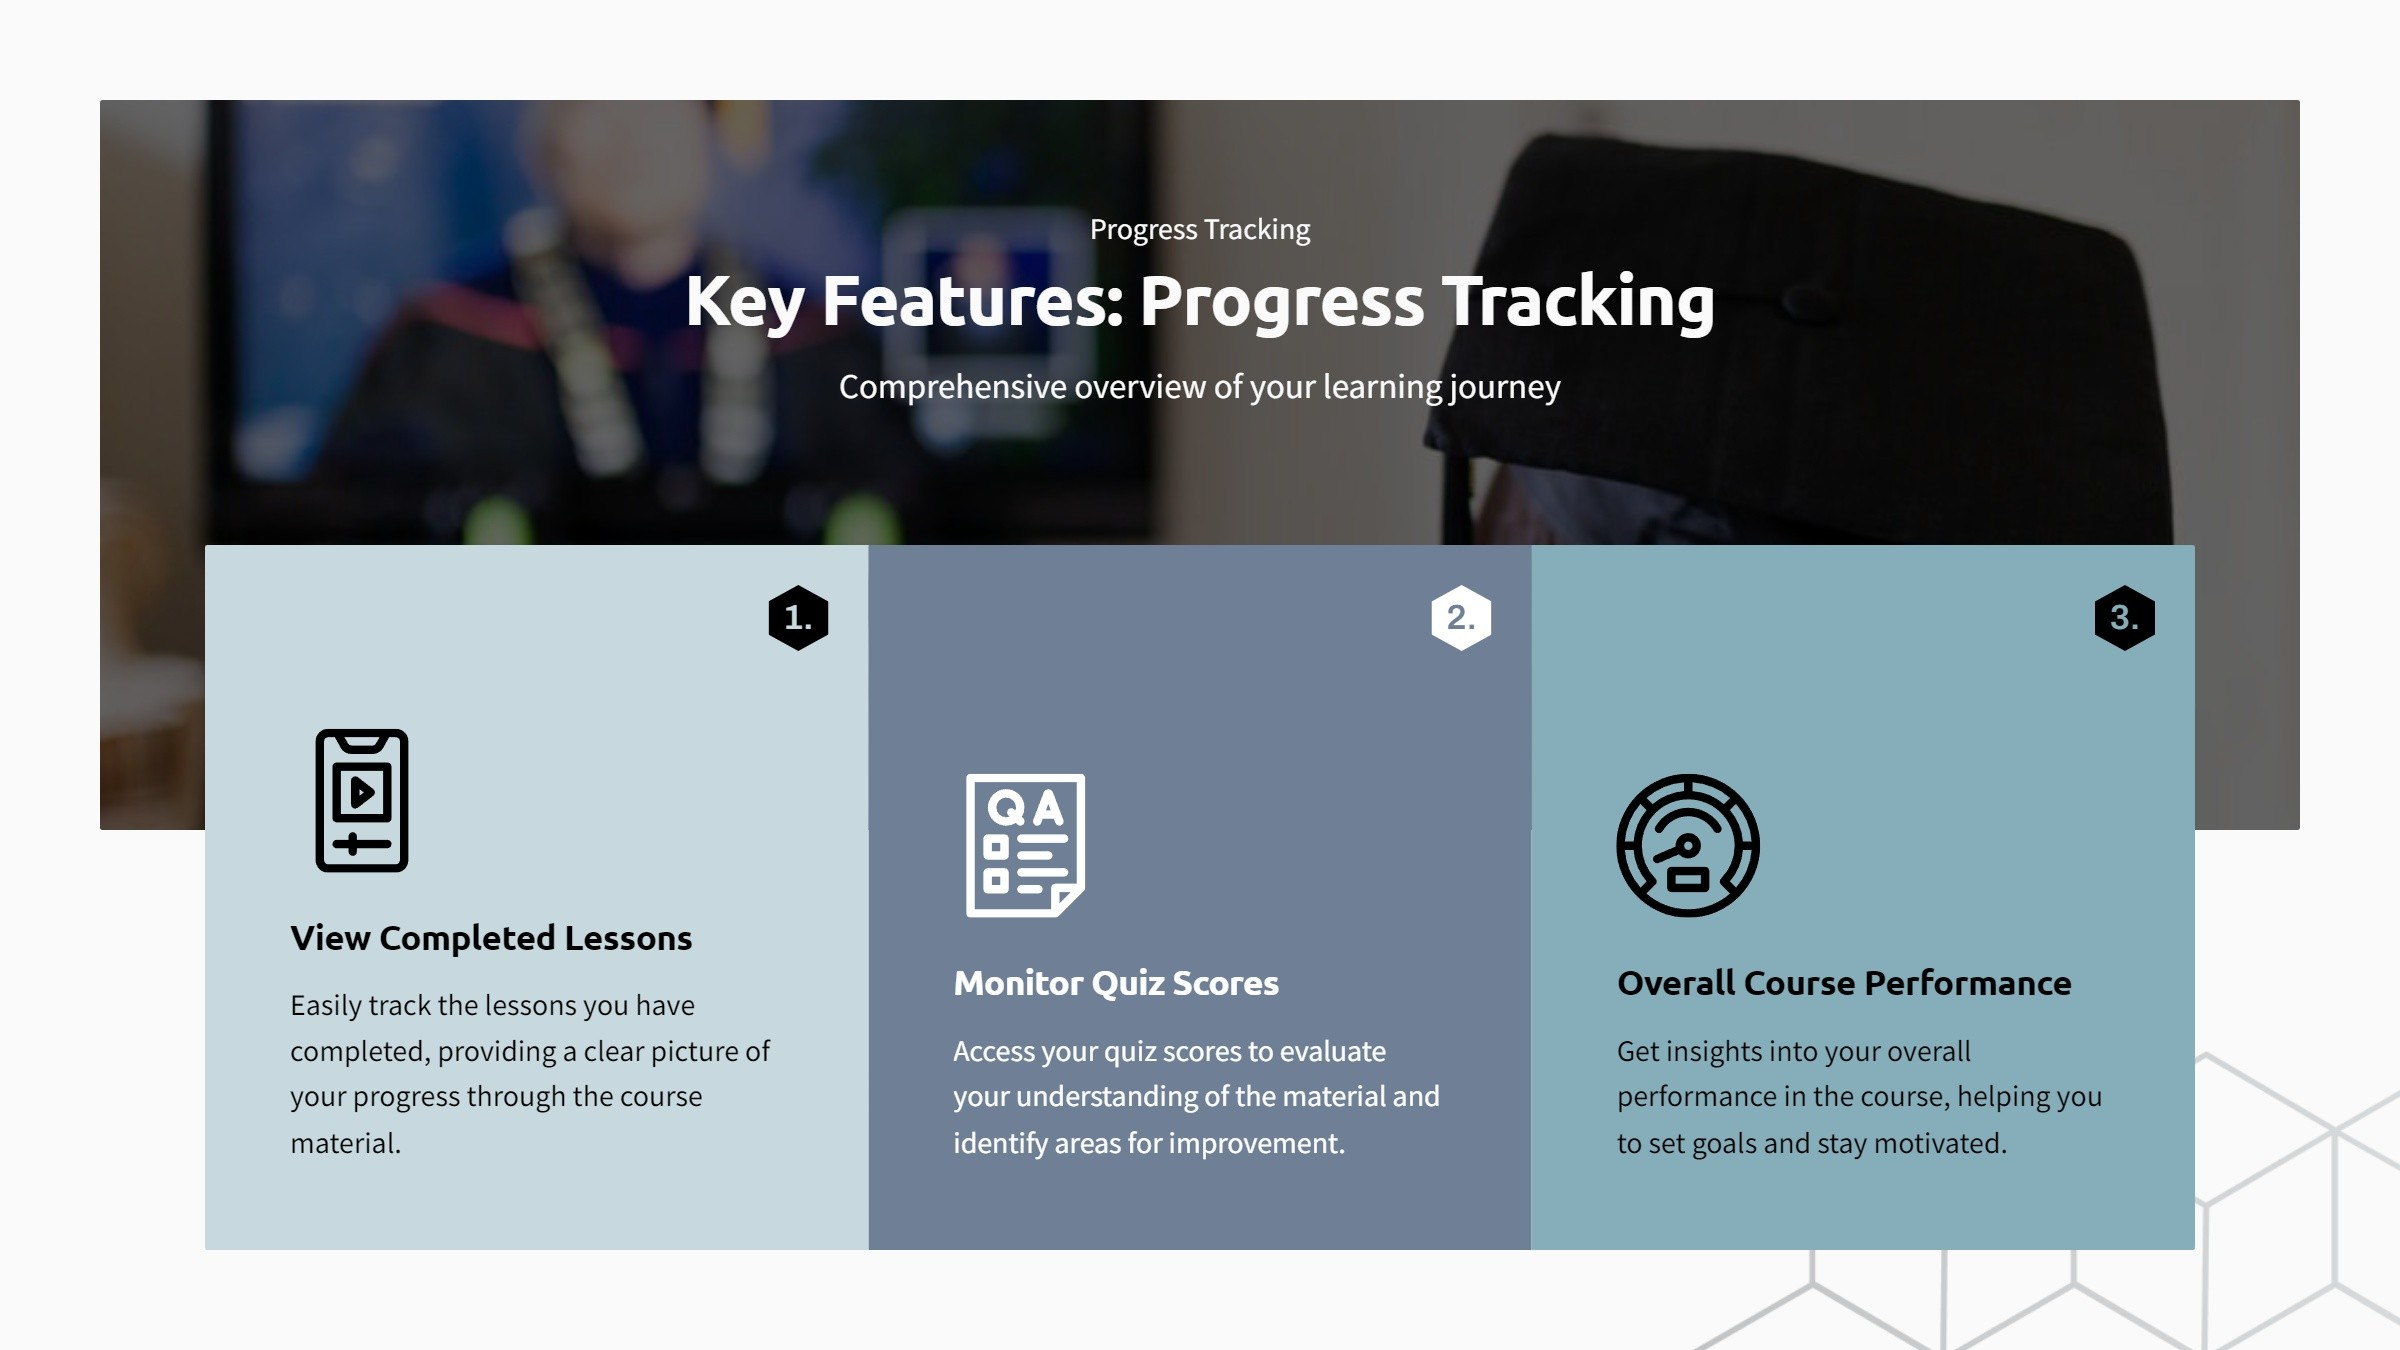 Progress Tracking
Key Features: Progress Tracking
Comprehensive overview of your learning journey
1.
View Completed Lessons
Easily track the lessons you have
completed, providing a clear picture of
your progress through the course
material.
2.
QA
Monitor Quiz Scores
Access your quiz scores to evaluate
your understanding of the material and
identify areas for improvement.
3.
Overall Course Performance
Get insights into your overall
performance in the course, helping you
to set goals and stay motivated.